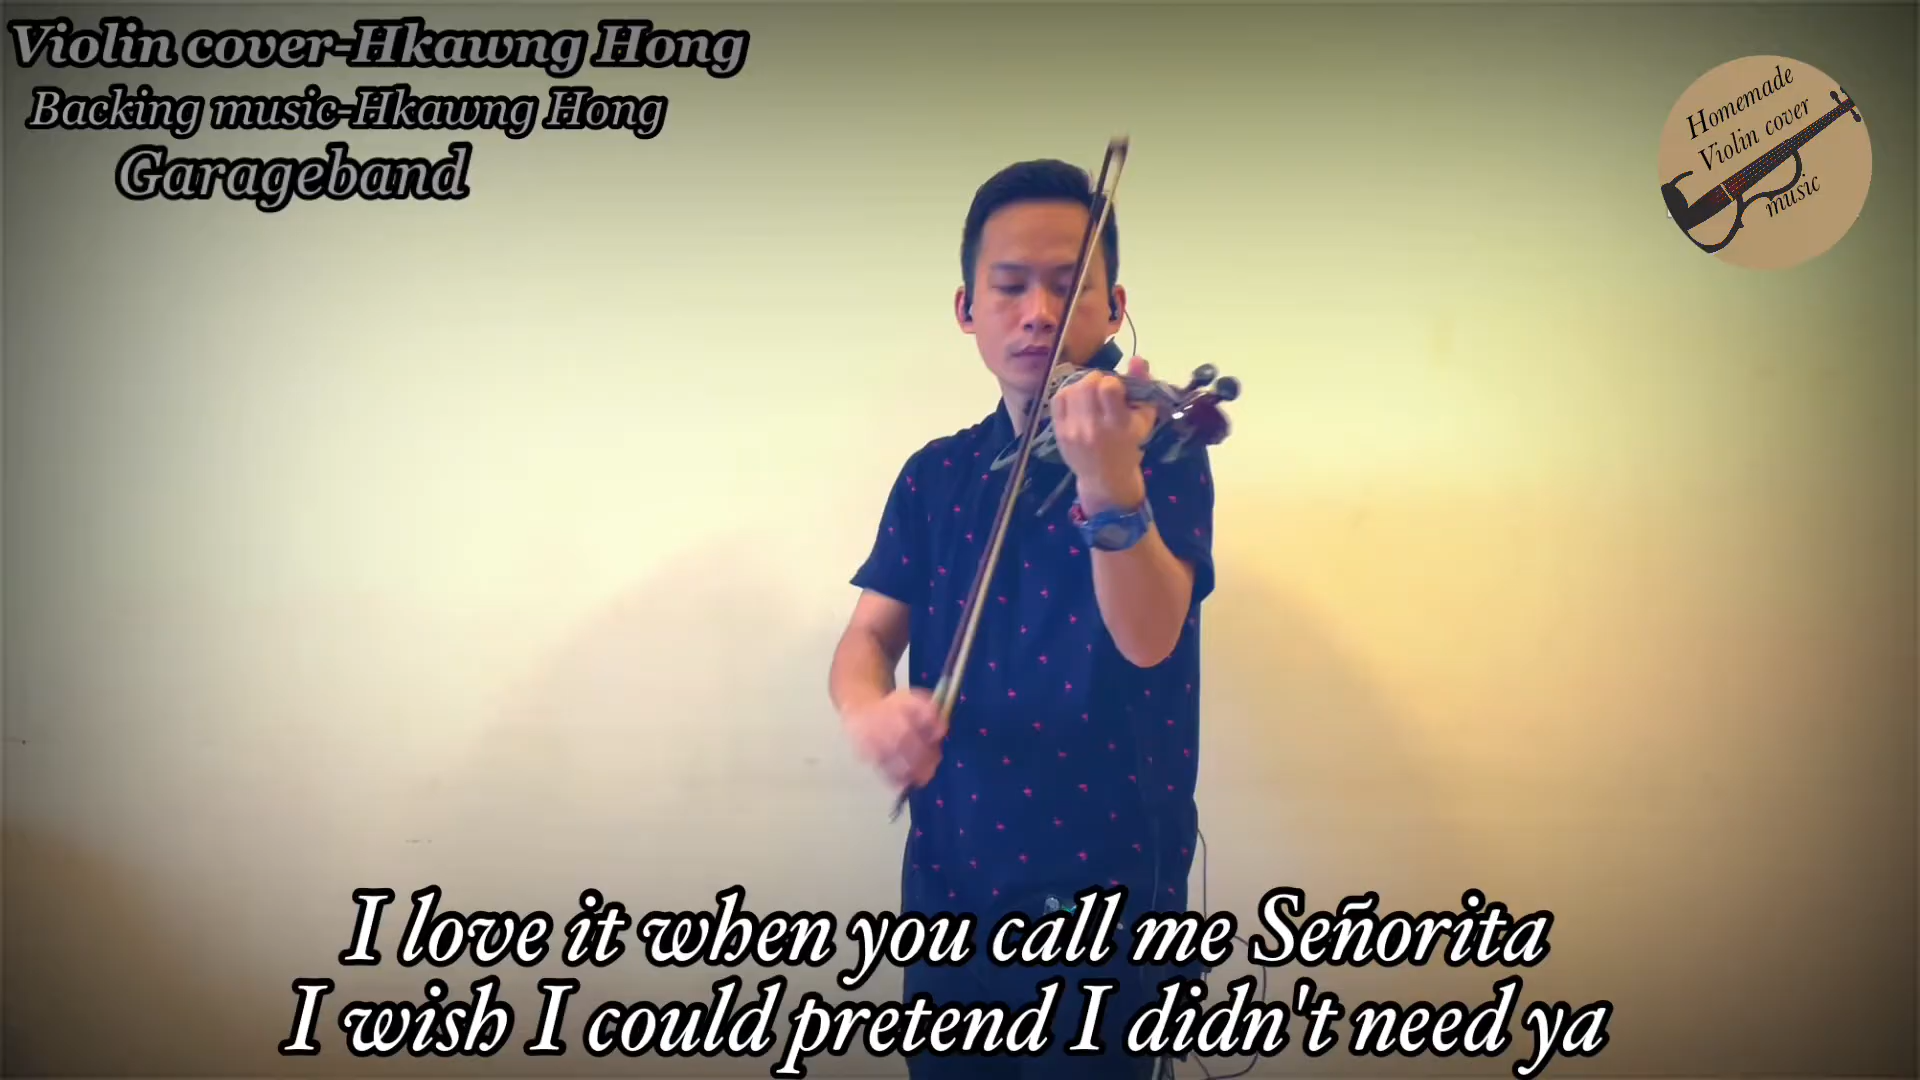 Violin cover-Hkawng Hong
Backing music-Hkawng Hong
Garageband
Homemade
Violin cover
music
I love it when you call me Señorita
I wish I could pretend I didn't need ya